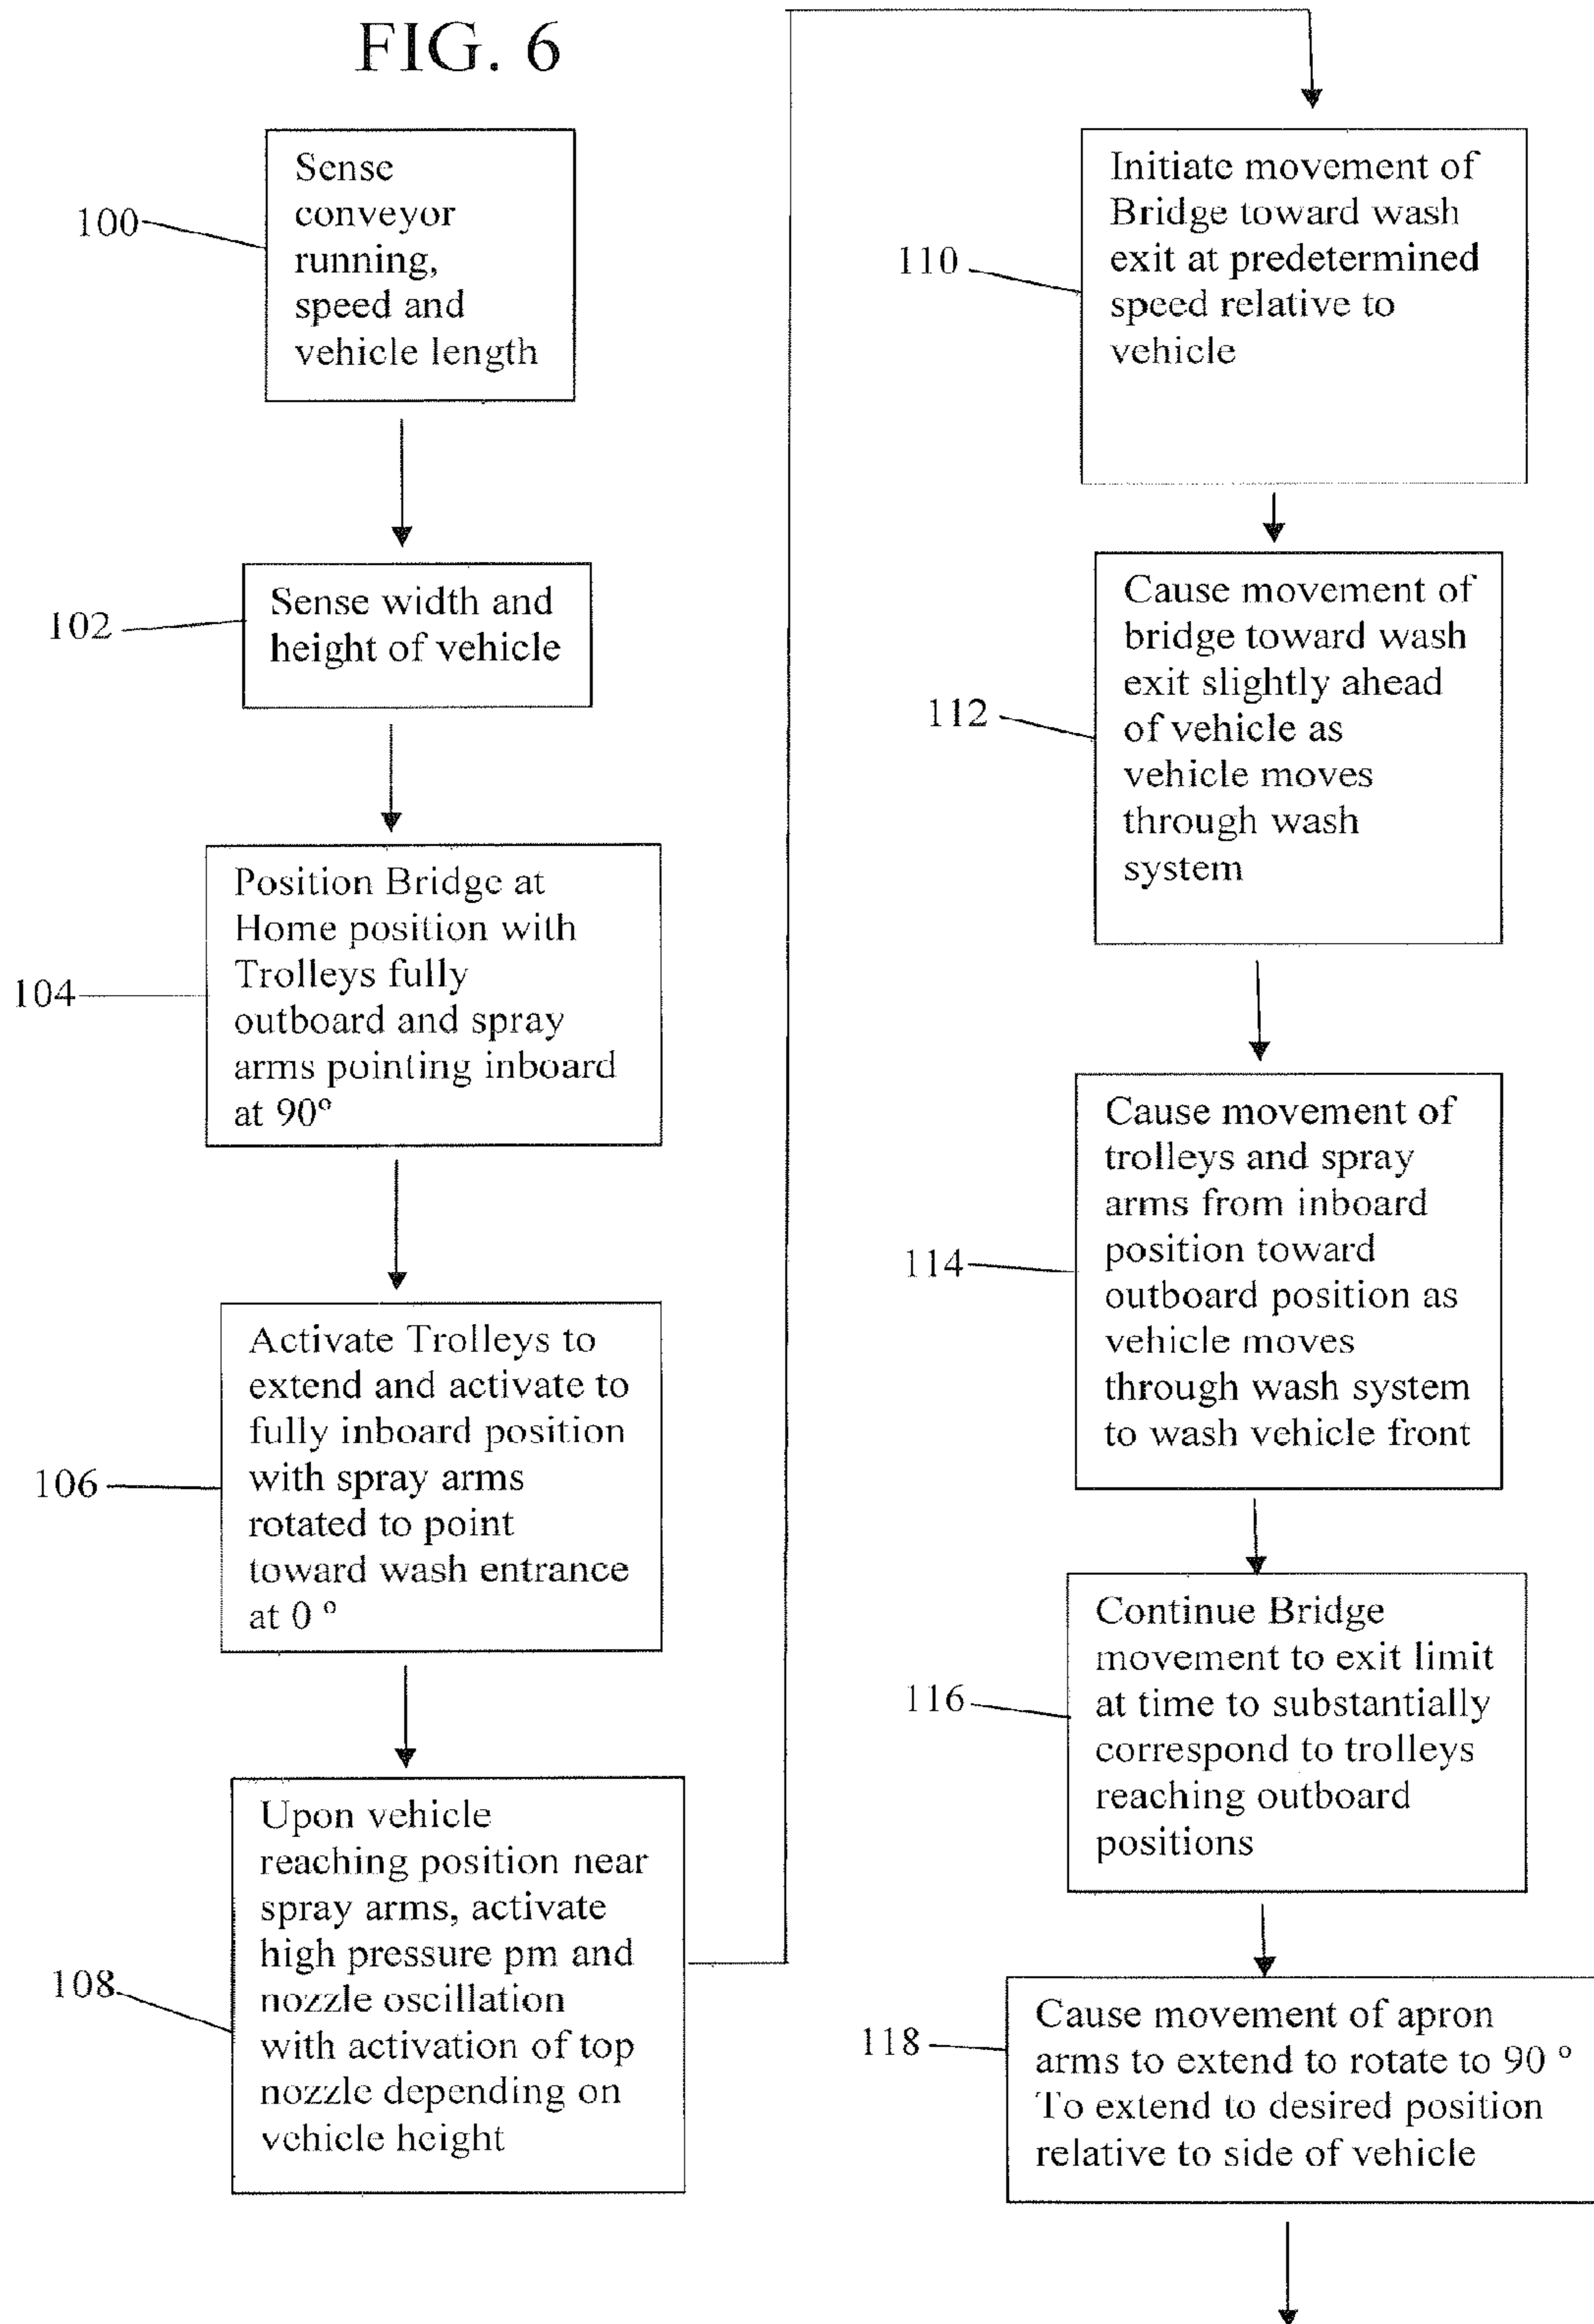 FIG. 6
100
Sense
conveyor
running,
speed and
vehicle length
102
Sense width and
height of vehicle
104
Position Bridge at
Home position with
Trolleys fully
outboard and spray
arms pointing inboard
at 90º
106
Activate Trolleys to
extend and activate to
fully inboard position
with spray arms
rotated to point
toward wash entrance
at 0 º
108
Upon vehicle
reaching position near
spray arms, activate
high pressure pm and
nozzle oscillation
with activation of top
nozzle depending on
vehicle height
110
Initiate movement of
Bridge toward wash
exit at predetermined
speed relative to
vehicle
112
Cause movement of
bridge toward wash
exit slightly ahead
of vehicle as
vehicle moves
through wash
system
114
Cause movement of
trolleys and spray
arms from inboard
position toward
outboard position as
vehicle moves
through wash system
to wash vehicle front
116
Continue Bridge
movement to exit limit
at time to substantially
correspond to trolleys
reaching outboard
positions
118
Cause movement of apron
arms to extend to rotate to 90 º
To extend to desired position
relative to side of vehicle